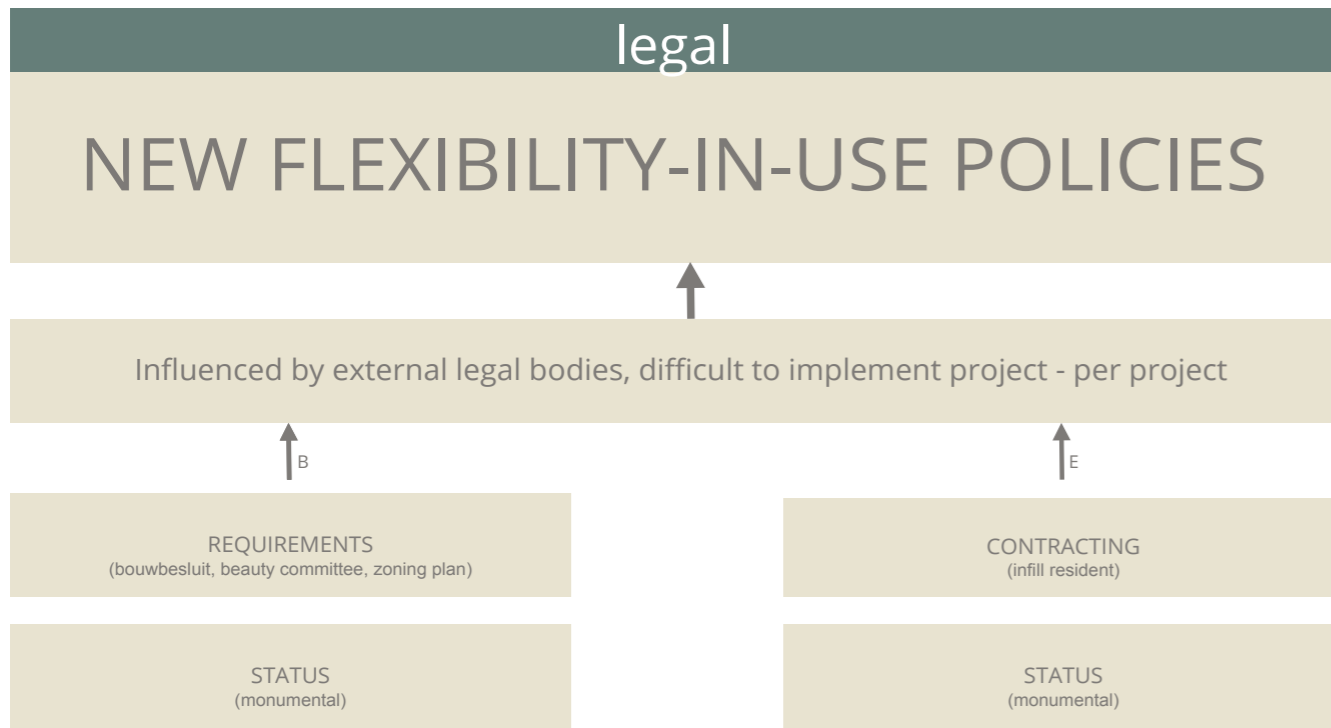 legal
NEW FLEXIBILITY-IN-USE POLICIES
Influenced by external legal bodies, difficult to implement project - per project
B
E
REQUIREMENTS
(bouwbesluit, beauty committee, zoning plan)
CONTRACTING
(infill resident)
STATUS
(monumental)
STATUS
(monumental)